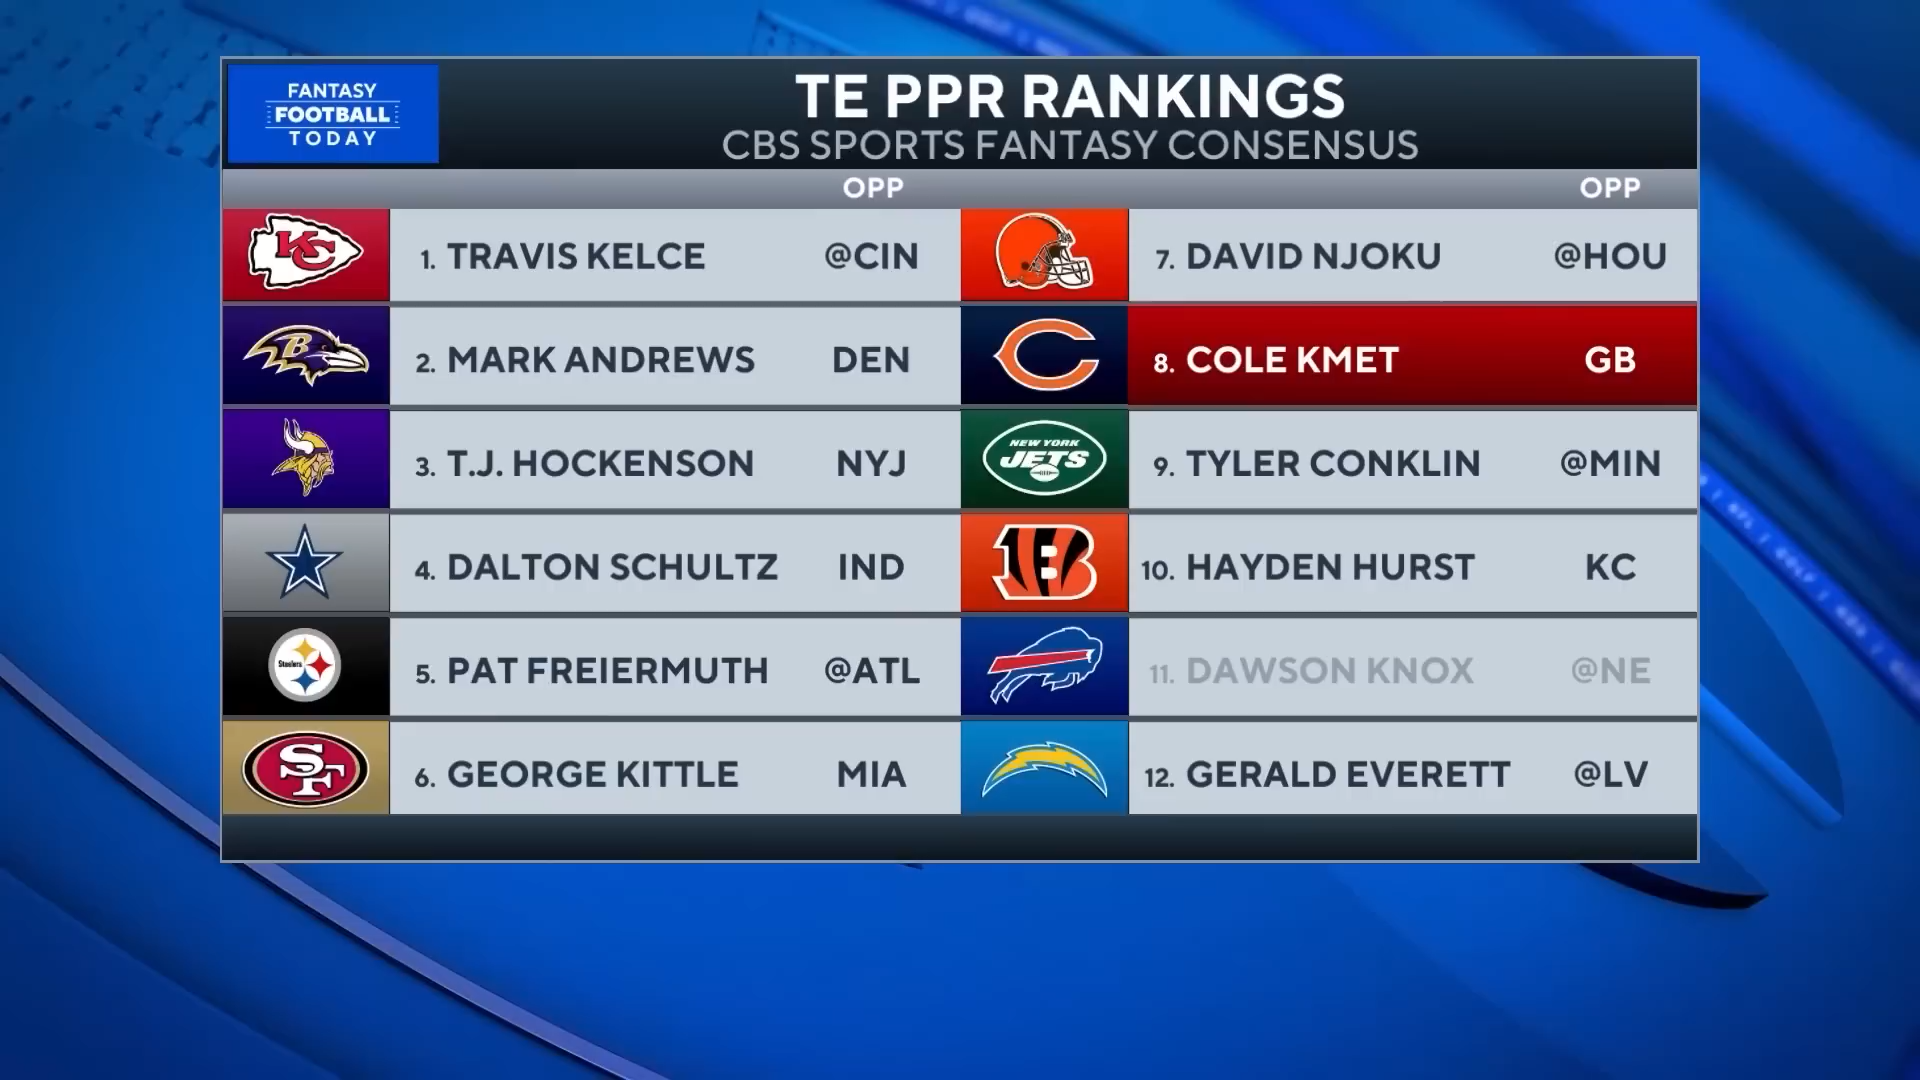 FANTASY
FOOTBALL
TODAY
TE PPR RANKINGS
CBS SPORTS FANTASY CONSENSUS
OPP
OPP
KC
1. TRAVIS KELCE @CIN
B
2. MARK ANDREWS DEN
3. T.J. HOCKENSON NYJ
4. DALTON SCHULTZ IND
Steelers
5. PAT FREIERMUTH @ATL
SF
6. GEORGE KITTLE MIA
7. DAVID NJOKU @HOU
C
8. COLE KMET GB
NEW YORK
JETS
9. TYLER CONKLIN @MIN
B
10. HAYDEN HURST KC
11. DAWSON KNOX @NE
12. GERALD EVERETT @LV